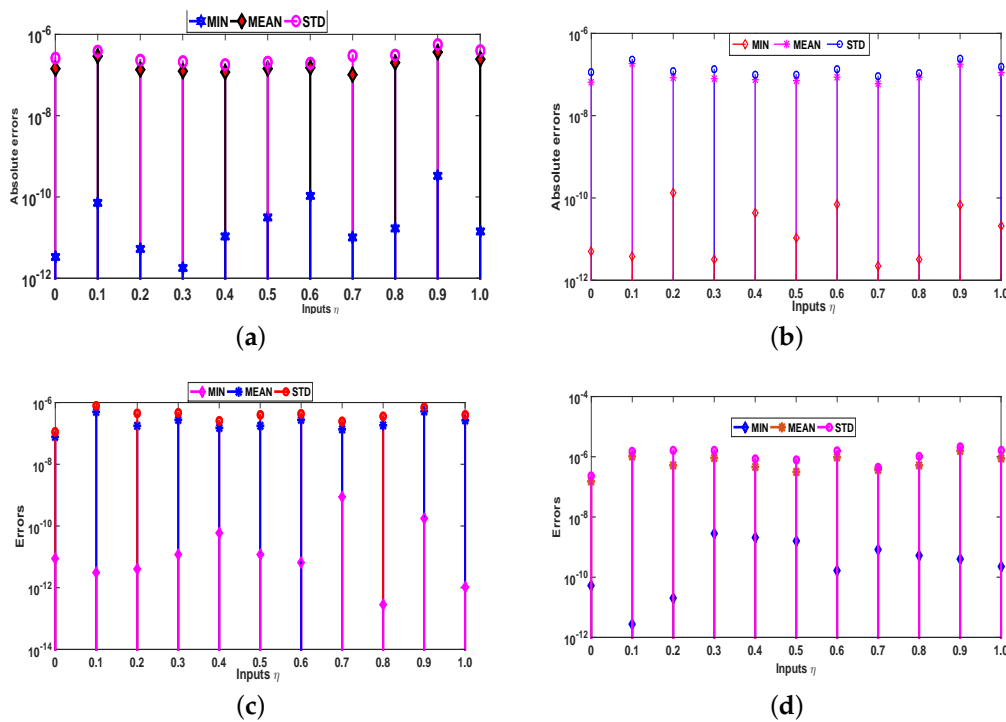 MIN MEAN STD
10^-6
10^-8
10^-10
10^-12
Absolute errors
0 0.1 0.2 0.3 0.4 0.5 0.6 0.7 0.8 0.9 1.0
Inputs η
(a)
MIN MEAN STD
10^-6
10^-8
10^-10
10^-12
Absolute errors
0 0.1 0.2 0.3 0.4 0.5 0.6 0.7 0.8 0.9 1.0
Inputs η
(b)
MIN MEAN STD
10^-6
10^-8
10^-10
10^-12
10^-14
Errors
0 0.1 0.2 0.3 0.4 0.5 0.6 0.7 0.8 0.9 1.0
Inputs η
(c)
10^-4
MIN MEAN STD
10^-6
10^-8
10^-10
10^-12
Errors
0 0.1 0.2 0.3 0.4 0.5 0.6 0.7 0.8 0.9 1.0
Inputs η
(d)